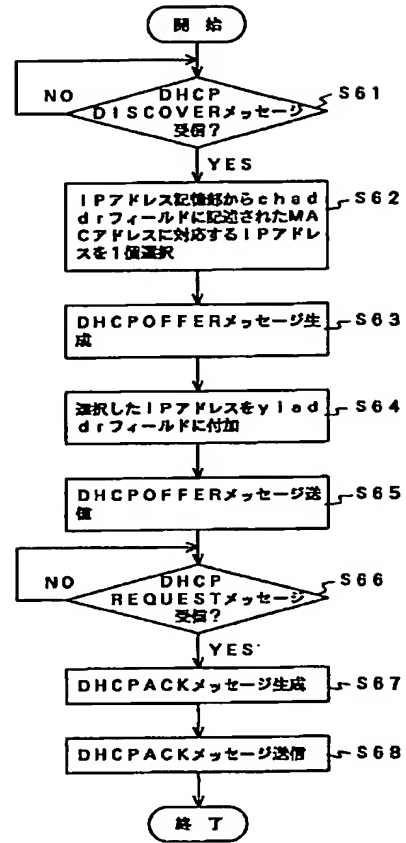 開 始
NO
DHCP
DISCOVERメッセージ
受信?
S61
YES
IPアドレス記憶部からchad
drフィールドに記述されたMA
Cアドレスに対応するIPアドレ
スを1個選択
S62
DHCPOFFERメッセージ生
成
S63
選択したIPアドレスをyiad
drフィールドに付加
S64
DHCPOFFERメッセージ送
信
S65
NO
DHCP
REQUESTメッセージ
受信?
S66
YES
DHCPACKメッセージ生成
S67
DHCPACKメッセージ送信
S68
終 了